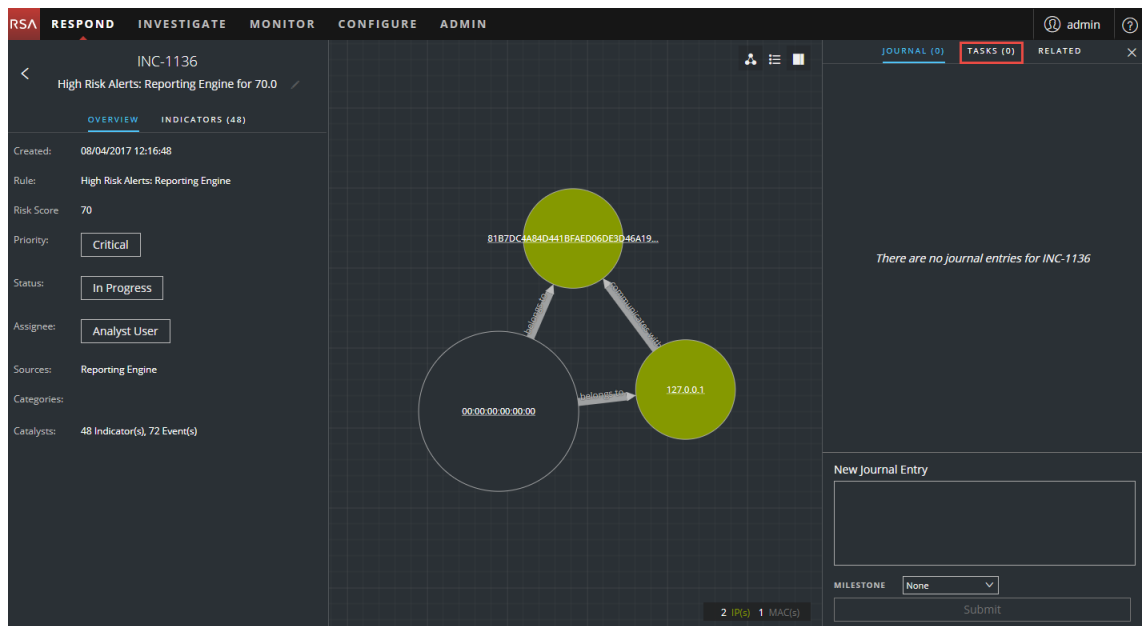 RSA RESPOND INVESTIGATE MONITOR CONFIGURE ADMIN admin ?
INC-1136
High Risk Alerts: Reporting Engine for 70.0
OVERVIEW INDICATORS (48)
Created: 08/04/2017 12:16:48
Rule: High Risk Alerts: Reporting Engine
Risk Score 70
Priority: Critical
Status: In Progress
Assignee: Analyst User
Sources: Reporting Engine
Categories:
Catalysts: 48 Indicator(s), 72 Event(s)
81B7DC4A84D441BFAED06DE3D46A19...
belongs to
communicates with
belongs to
127.0.0.1
00:00:00:00:00:00
2 IP(s) 1 MAC(s)
JOURNAL (0) TASKS (0) RELATED
There are no journal entries for INC-1136
New Journal Entry
MILESTONE None
Submit